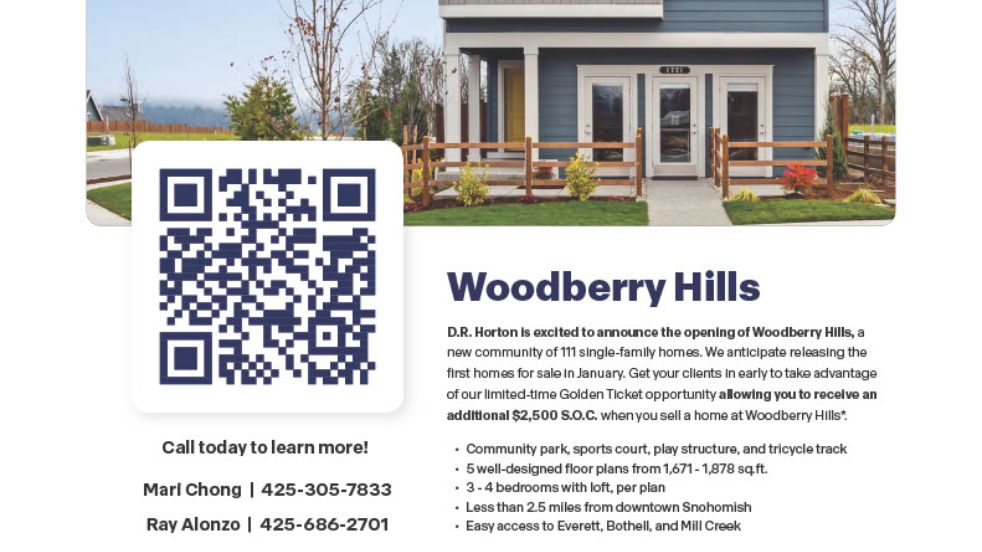 1721
Woodberry Hills
D.R. Horton is excited to announce the opening of Woodberry Hills, a
new community of 111 single-family homes. We anticipate releasing the
first homes for sale in January. Get your clients in early to take advantage
of our limited-time Golden Ticket opportunity allowing you to receive an
additional $2,500 S.O.C. when you sell a home at Woodberry Hills*.
• Community park, sports court, play structure, and tricycle track
• 5 well-designed floor plans from 1,671 - 1,878 sq.ft.
• 3 - 4 bedrooms with loft, per plan
• Less than 2.5 miles from downtown Snohomish
• Easy access to Everett, Bothell, and Mill Creek
Call today to learn more!
Mari Chong | 425-305-7833
Ray Alonzo | 425-686-2701